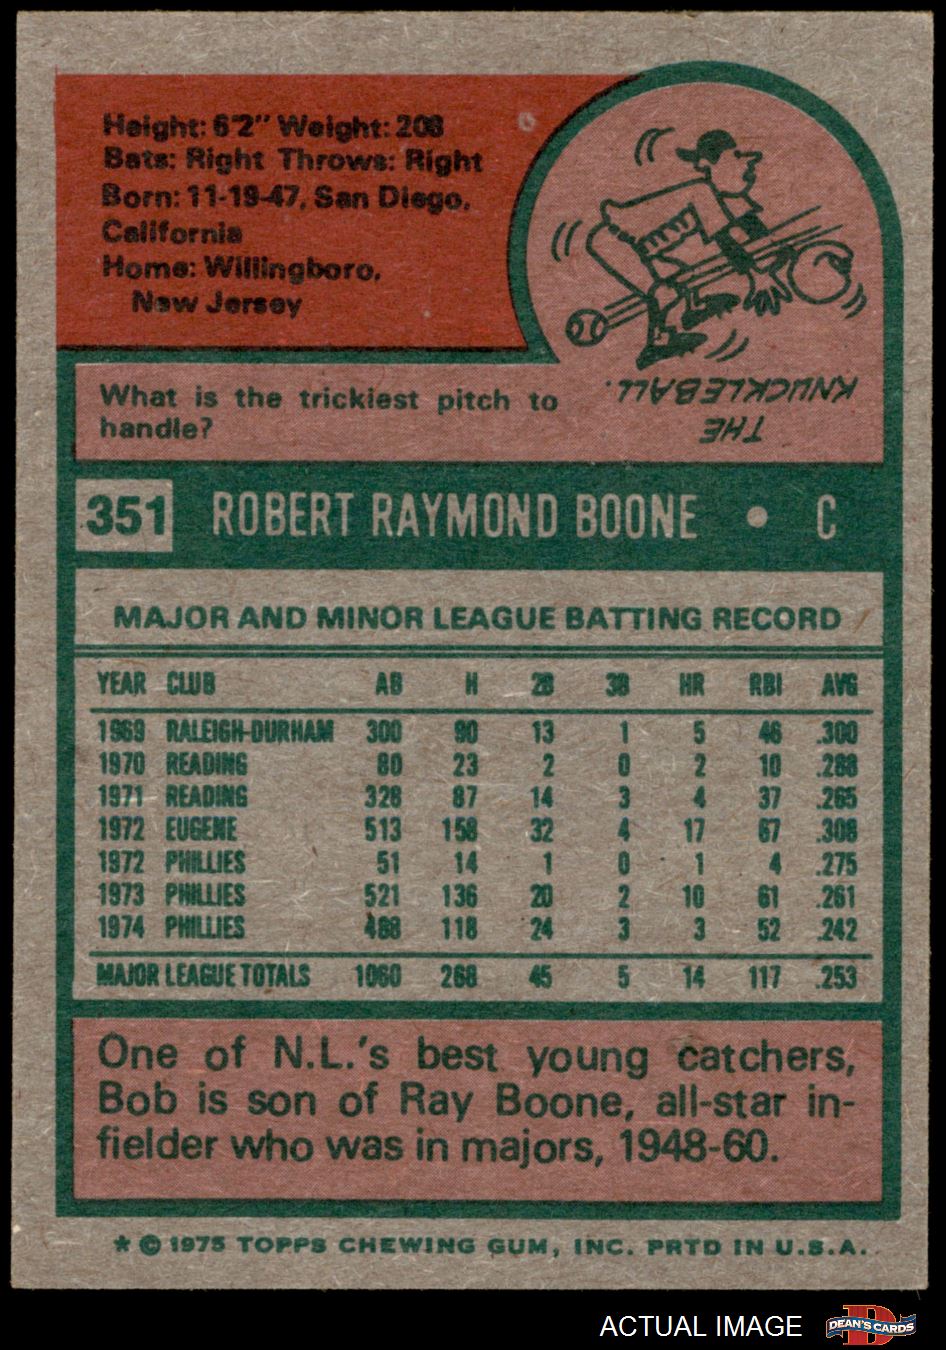 Height: 6'2" Weight: 208
Bats: Right Throws: Right
Born: 11-19-47, San Diego,
California
Home: Willingboro,
New Jersey
What is the trickiest pitch to
handle?
THE
KNUCKLEBALL.
351 ROBERT RAYMOND BOONE • C
MAJOR AND MINOR LEAGUE BATTING RECORD
YEAR CLUB AB H 2B 3B HR RBI AVG
1969 RALEIGH-DURHAM 300 90 13 1 5 46 .300
1970 READING 80 23 2 0 2 10 .288
1971 READING 328 87 14 3 4 37 .265
1972 EUGENE 513 158 32 4 17 67 .308
1972 PHILLIES 51 14 1 0 1 4 .275
1973 PHILLIES 521 136 20 2 10 61 .261
1974 PHILLIES 488 118 24 3 3 52 .242
MAJOR LEAGUE TOTALS 1060 268 45 5 14 117 .253
One of N.L.'s best young catchers,
Bob is son of Ray Boone, all-star in-
fielder who was in majors, 1948-60.
* © 1975 TOPPS CHEWING GUM, INC. PRTD IN U.S.A.
ACTUAL IMAGE DEAN'S CARDS